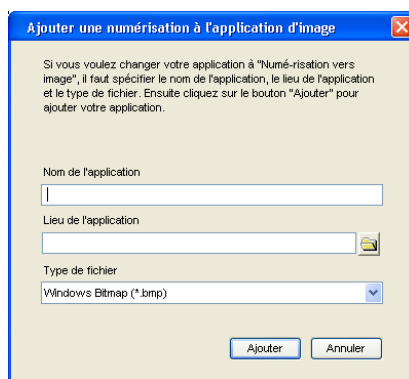 Ajouter une numérisation à l'application d'image
Si vous voulez changer votre application à "Numé-risation vers
image", il faut spécifier le nom de l'application, le lieu de l'application
et le type de fichier. Ensuite cliquez sur le bouton "Ajouter" pour
ajouter votre application.
Nom de l'application
Lieu de l'application
Type de fichier
Windows Bitmap (*.bmp)
Ajouter Annuler